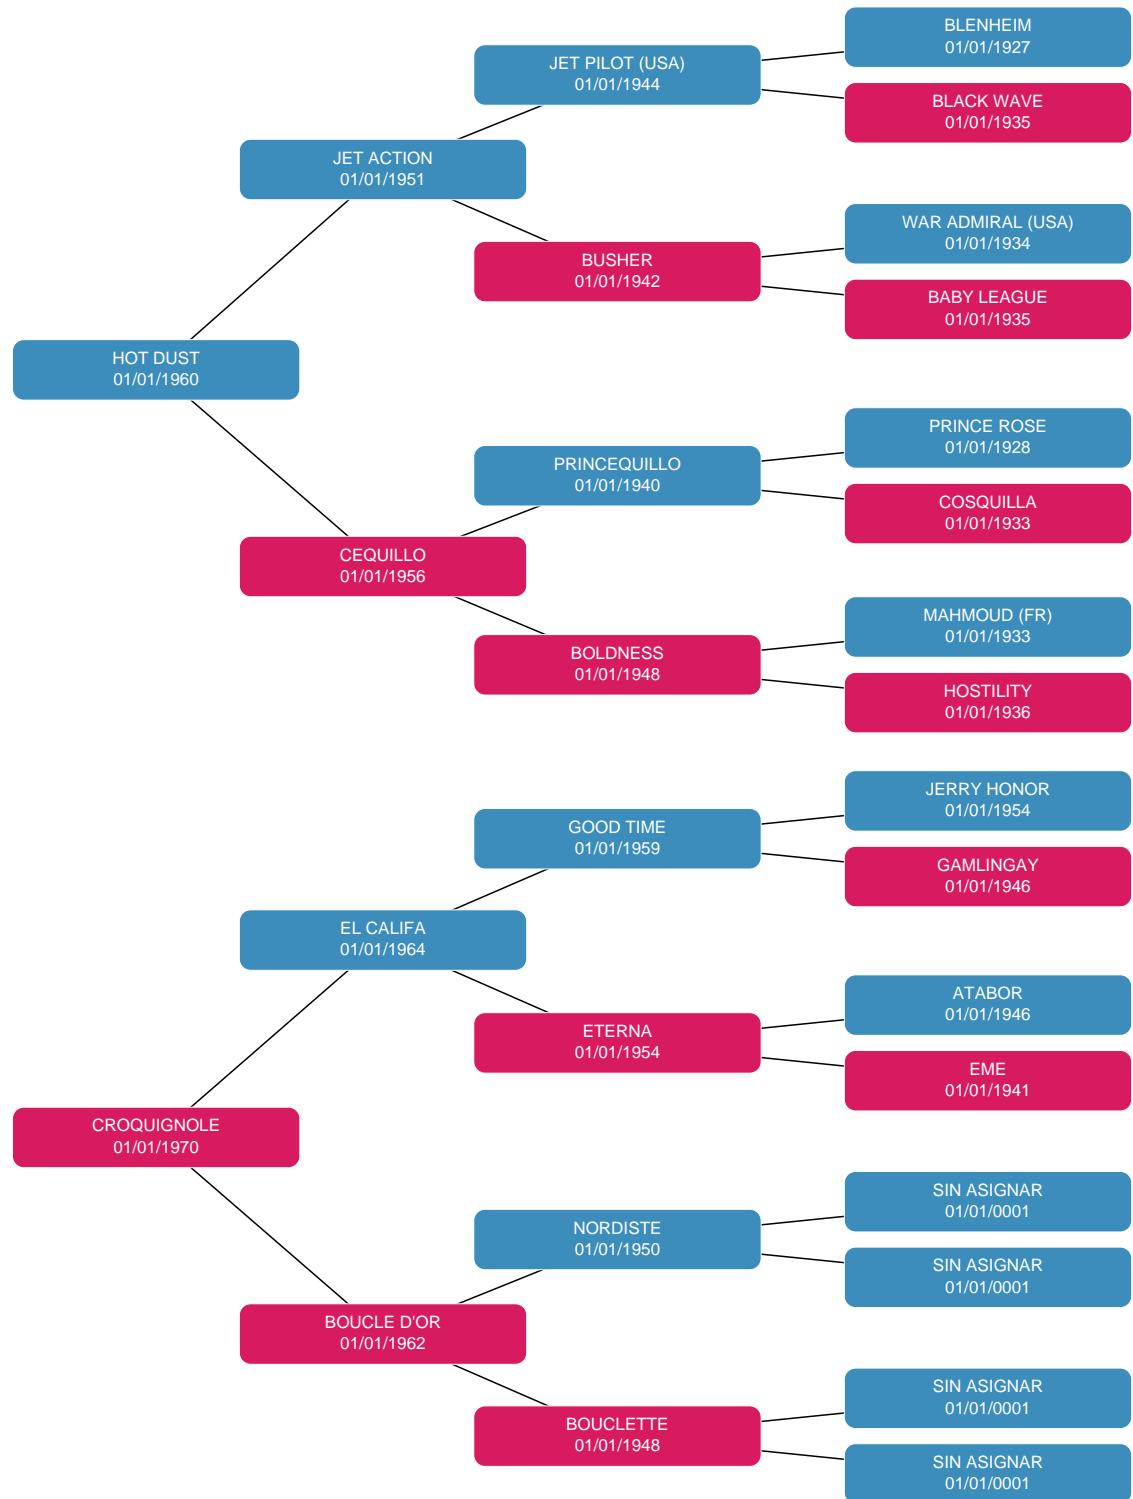 BLENHEIM
01/01/1927
JET PILOT (USA)
01/01/1944
BLACK WAVE
01/01/1935
JET ACTION
01/01/1951
WAR ADMIRAL (USA)
01/01/1934
BUSHER
01/01/1942
BABY LEAGUE
01/01/1935
HOT DUST
01/01/1960
PRINCE ROSE
01/01/1928
PRINCEQUILLO
01/01/1940
COSQUILLA
01/01/1933
CEQUILLO
01/01/1956
MAHMOUD (FR)
01/01/1933
BOLDNESS
01/01/1948
HOSTILITY
01/01/1936
JERRY HONOR
01/01/1954
GOOD TIME
01/01/1959
GAMLINGAY
01/01/1946
EL CALIFA
01/01/1964
ATABOR
01/01/1946
ETERNA
01/01/1954
EME
01/01/1941
CROQUIGNOLE
01/01/1970
SIN ASIGNAR
01/01/0001
NORDISTE
01/01/1950
SIN ASIGNAR
01/01/0001
BOUCLE D'OR
01/01/1962
SIN ASIGNAR
01/01/0001
BOUCLETTE
01/01/1948
SIN ASIGNAR
01/01/0001